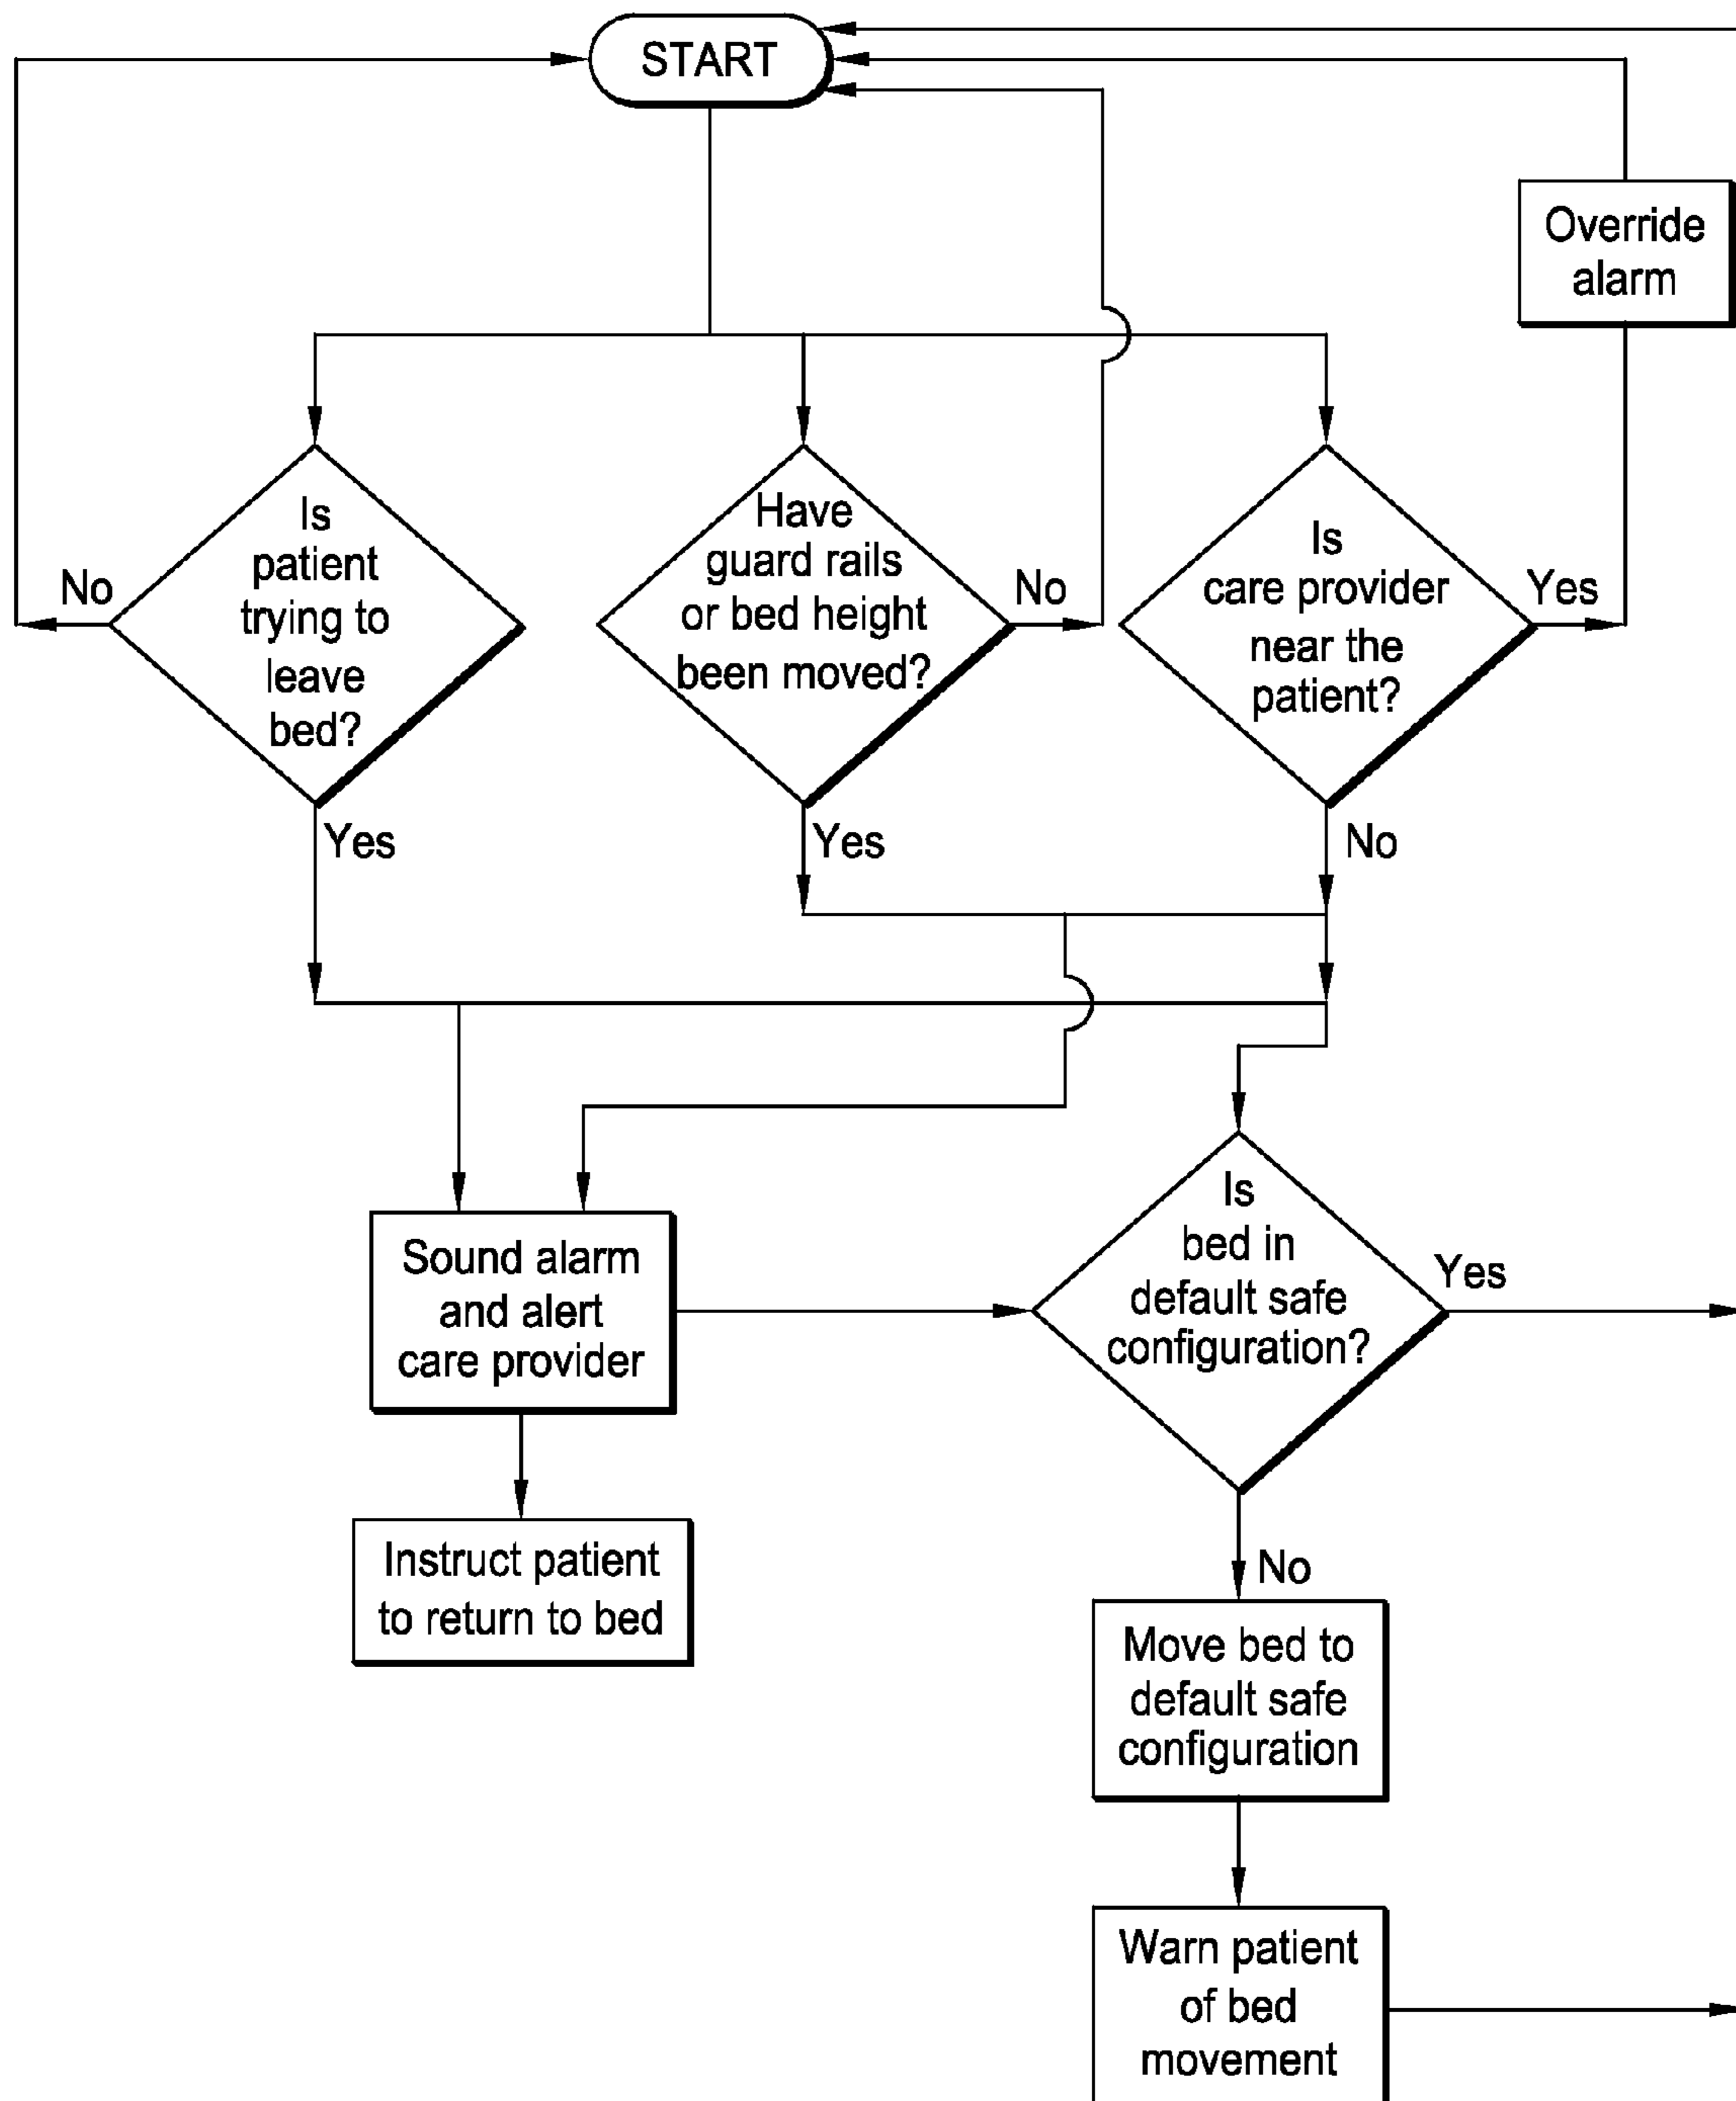 START
Override
alarm
Is
patient
trying to
leave
bed?
No
Yes
Have
guard rails
or bed height
been moved?
No
Yes
Is
care provider
near the
patient?
Yes
No
Sound alarm
and alert
care provider
Is
bed in
default safe
configuration?
Yes
No
Instruct patient
to return to bed
Move bed to
default safe
configuration
Warn patient
of bed
movement